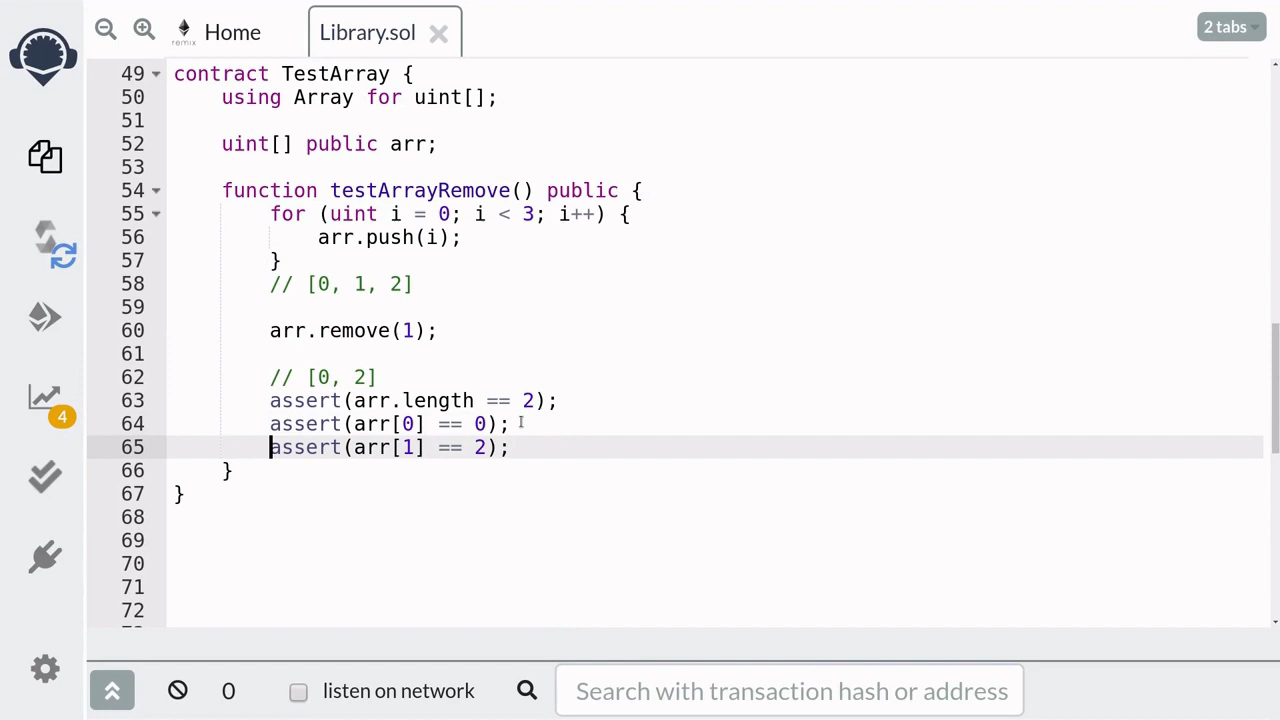 remix
Home
Library.sol
2 tabs
49 contract TestArray {
50     using Array for uint[];
51
52     uint[] public arr;
53
54     function testArrayRemove() public {
55         for (uint i = 0; i < 3; i++) {
56             arr.push(i);
57         }
58         // [0, 1, 2]
59
60         arr.remove(1);
61
62         // [0, 2]
63         assert(arr.length == 2);
64         assert(arr[0] == 0);
65         assert(arr[1] == 2);
66     }
67 }
68
69
70
71
72
4
0
listen on network
Search with transaction hash or address